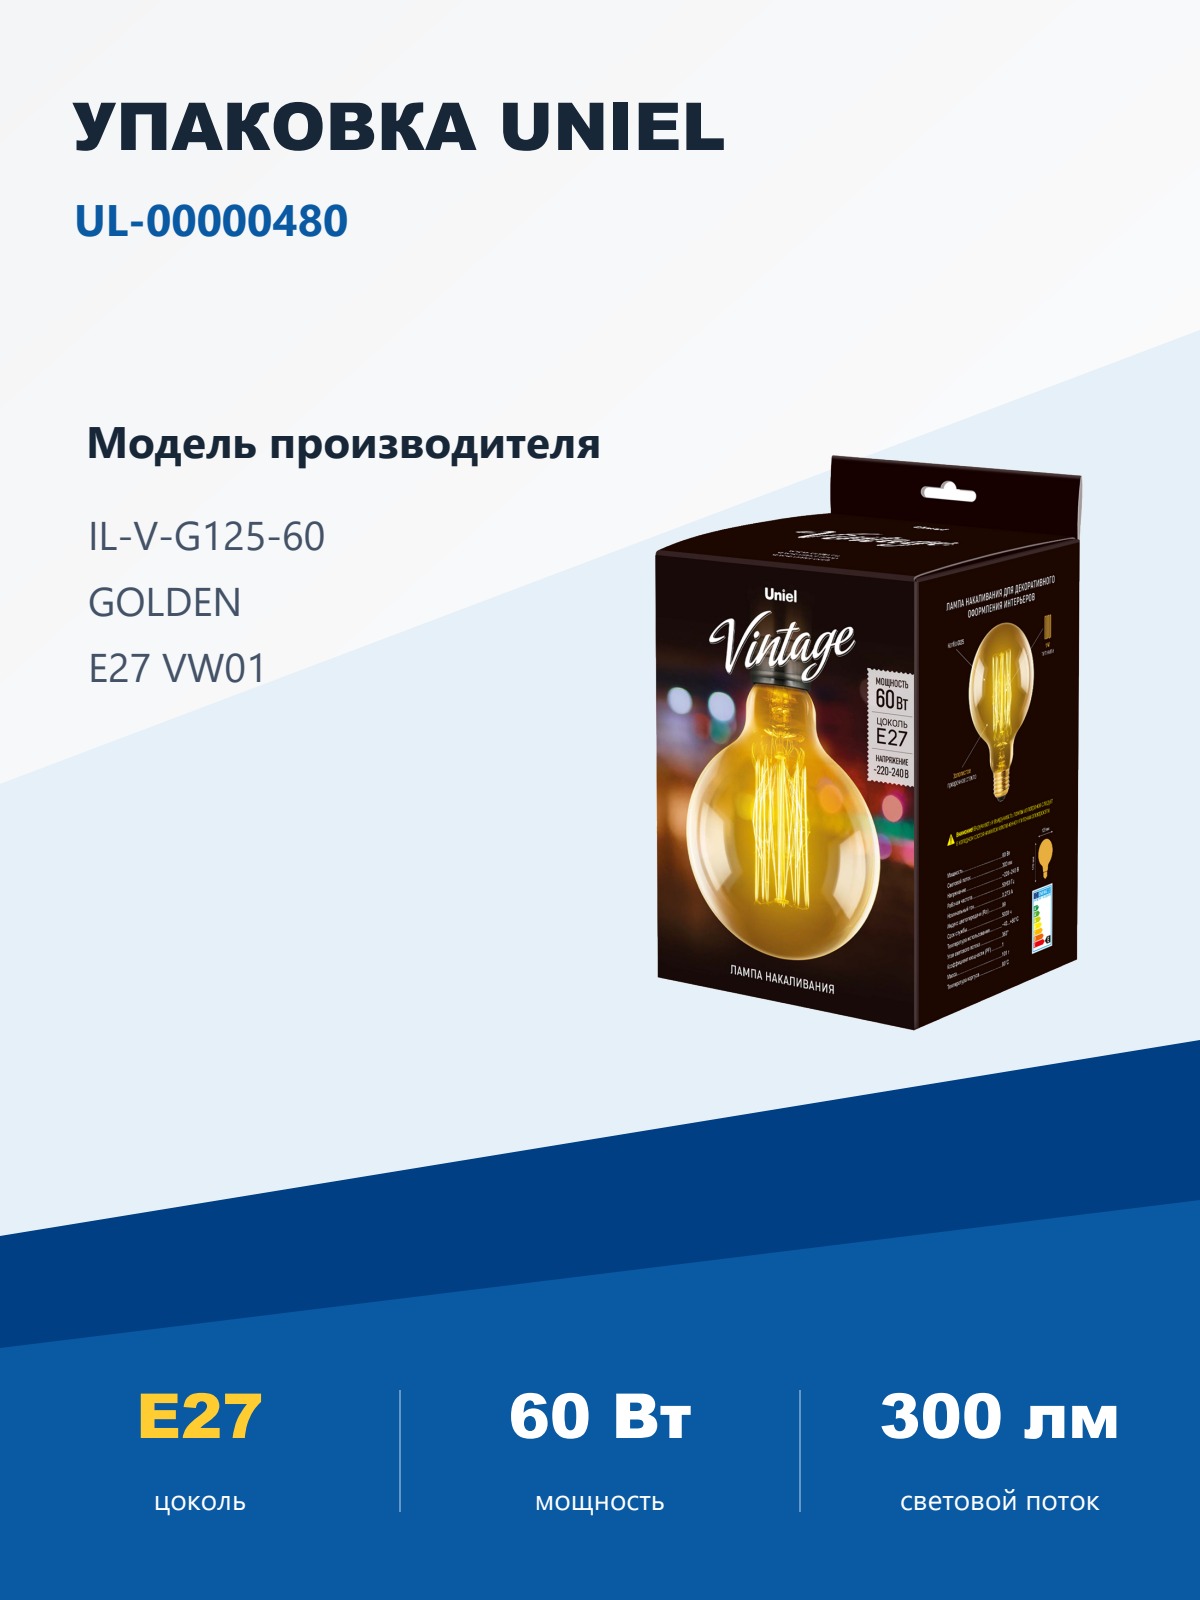 УПАКОВКА UNIEL
UL-00000480
Модель производителя
IL-V-G125-60
GOLDEN
E27 VW01
Uniel
Vintage
Uniel
Vintage
МОЩНОСТЬ
60 Вт
ЦОКОЛЬ
E27
НАПРЯЖЕНИЕ
~220-240 В
ЛАМПА НАКАЛИВАНИЯ
ЛАМПА НАКАЛИВАНИЯ ДЛЯ ДЕКОРАТИВНОГО
ОФОРМЛЕНИЯ ИНТЕРЬЕРОВ
E27
цоколь
60 Вт
мощность
300 лм
световой поток